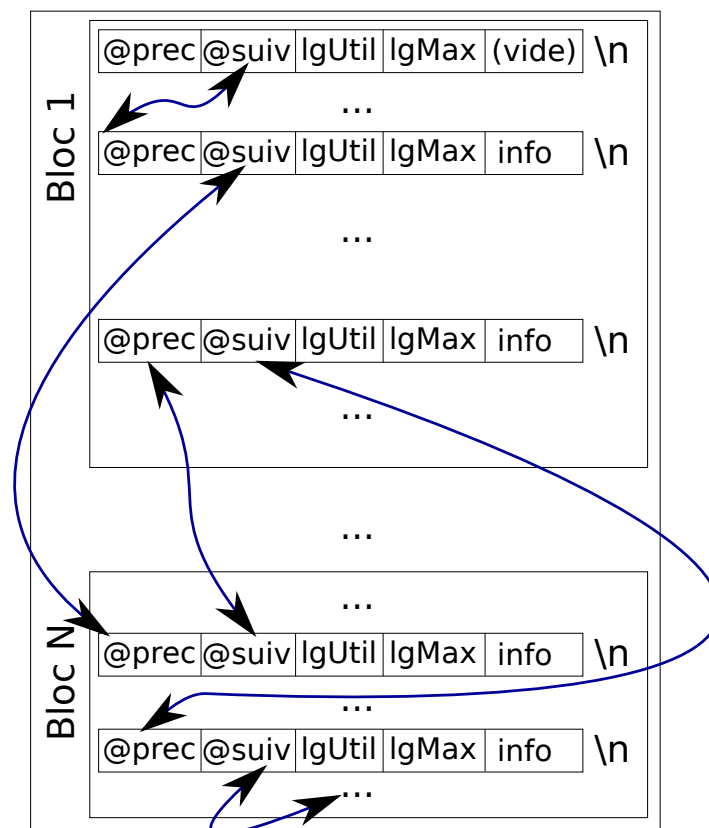 Bloc 1
@prec @suiv lgUtil lgMax (vide) \n
...
@prec @suiv lgUtil lgMax info \n
...
@prec @suiv lgUtil lgMax info \n
...
...
Bloc N
...
@prec @suiv lgUtil lgMax info \n
...
@prec @suiv lgUtil lgMax info \n
...